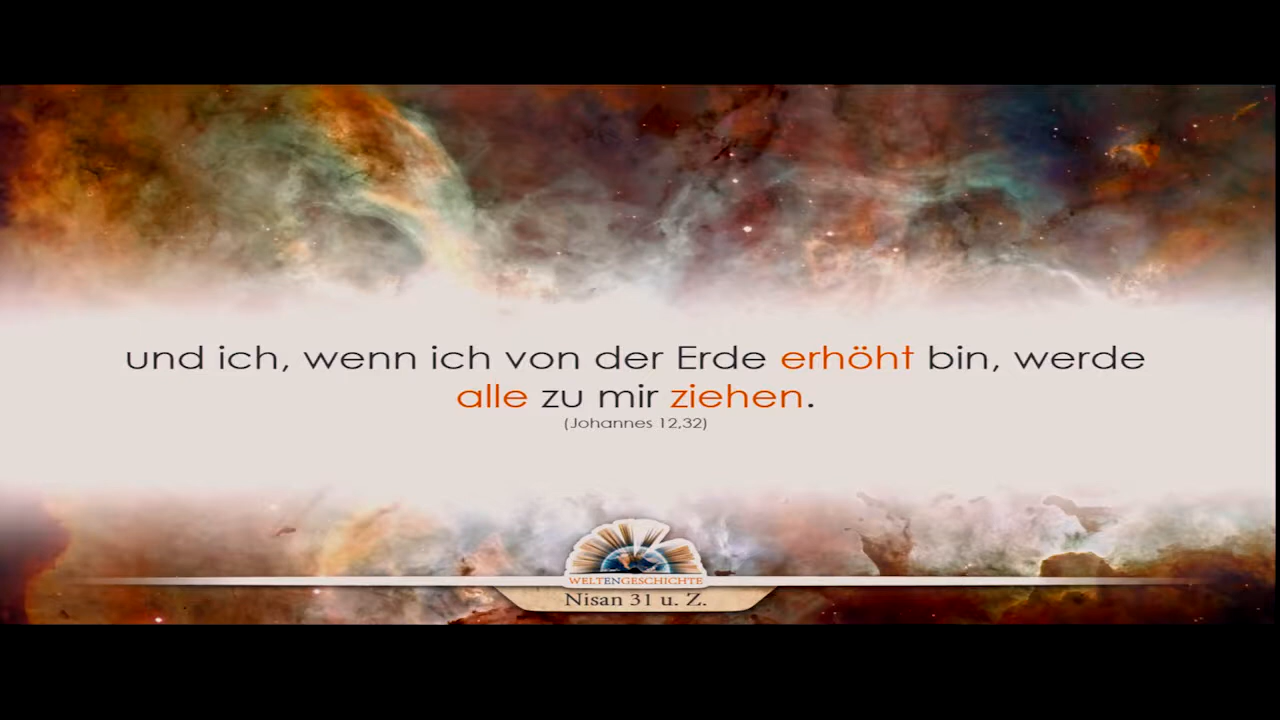 und ich, wenn ich von der Erde erhöht bin, werde
alle zu mir ziehen.
(Johannes 12,32)
WELTENGESCHICHTE
Nisan 31 u. Z.